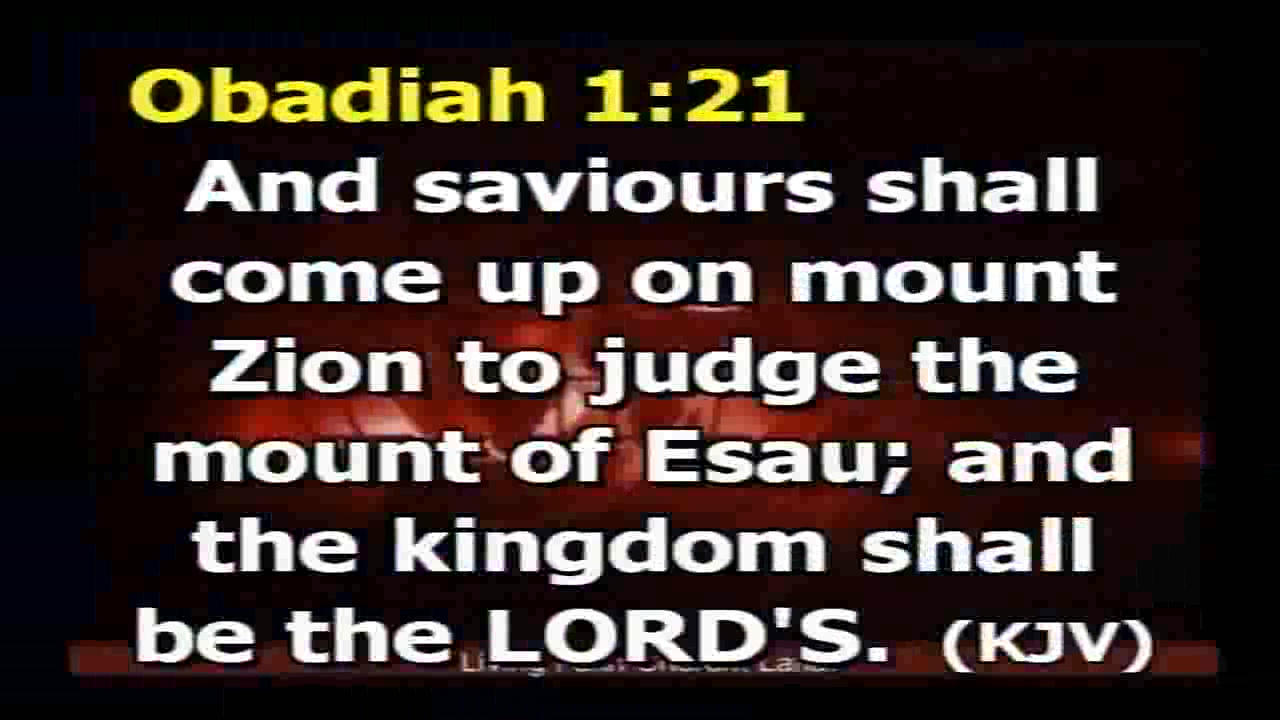 Obadiah 1:21
And saviours shall
come up on mount
Zion to judge the
mount of Esau; and
the kingdom shall
be the LORD'S. (KJV)